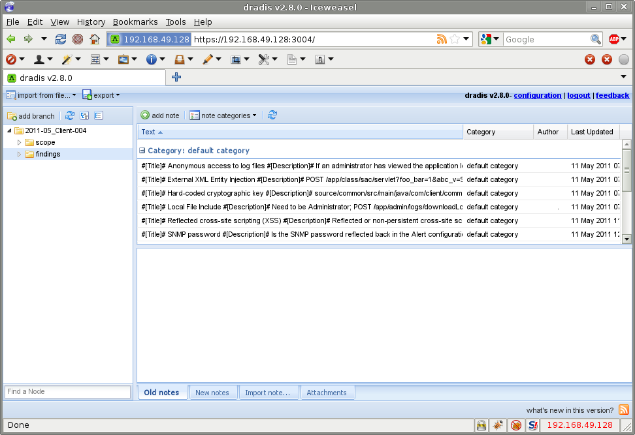 dradis v2.8.0 - Iceweasel
File Edit View History Bookmarks Tools Help
192.168.49.128 https://192.168.49.128:3004/ Google
dradis v2.8.0
import from file... export dradis v2.8.0- configuration | logout | feedback
add branch add note note categories
Text Category Author Last Updated
2011-05_Client-004
scope
findings
Category: default category
#[Title]# Anonymous access to log files #[Description]# If an administrator has viewed the application default category 11 May 2011
#[Title]# External XML Entity Injection #[Description]# POST /app/class/sac/servlet?foo_bar=1&abc_v= default category 11 May 2011
#[Title]# Hard-coded cryptographic key #[Description]# source/common/src/main/java/com/client/comm default category 11 May 2011
#[Title]# Local File Include #[Description]# Need to be Administrator; POST /app/admin/logs/downloadLo default category 11 May 2011
#[Title]# Reflected cross-site scripting (XSS) #[Description]# Reflected or non-persistent cross-site sc default category 11 May 2011
#[Title]# SNMP password #[Description]# Is the SNMP password reflected back in the Alert configuration default category 11 May 2011
Find a Node
Old notes New notes Import note... Attachments
what's new in this version?
Done 192.168.49.128